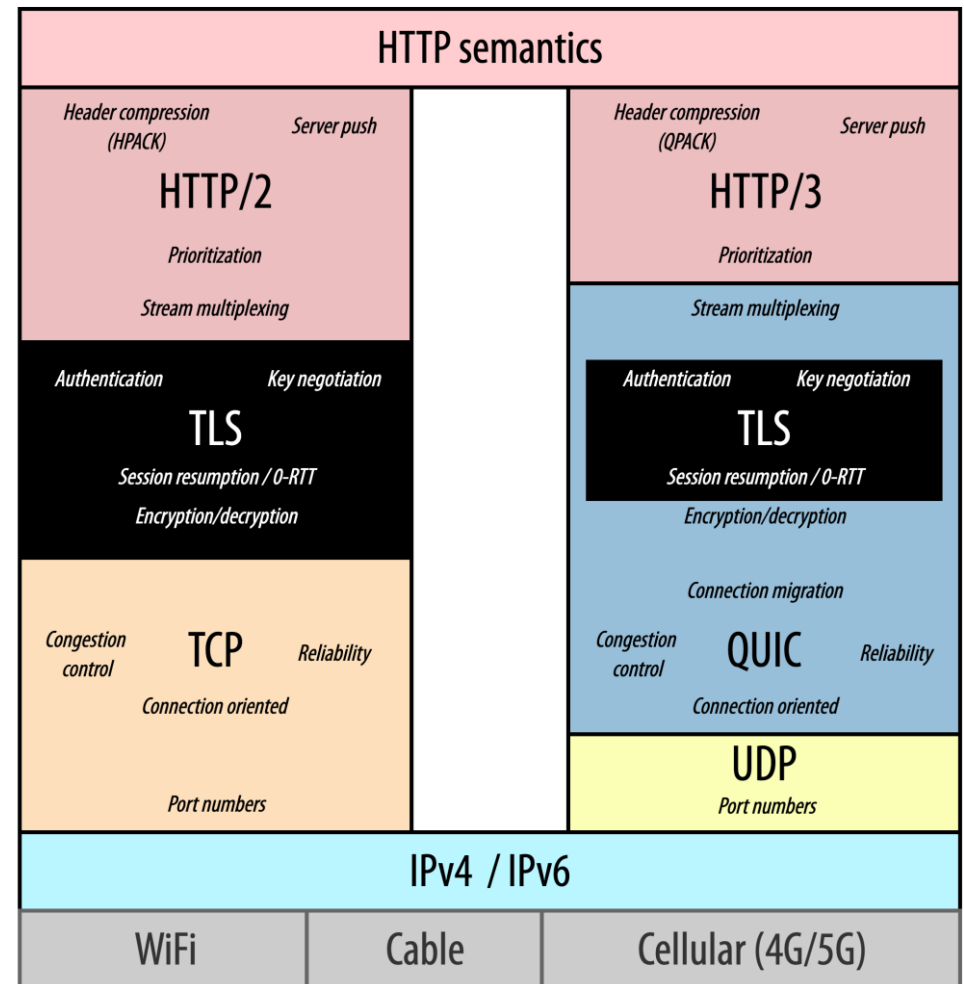 HTTP semantics
Header compression
(HPACK)
Server push
HTTP/2
Prioritization
Stream multiplexing
Authentication
Key negotiation
TLS
Session resumption / 0-RTT
Encryption/decryption
Congestion
control
TCP
Reliability
Connection oriented
Port numbers
Header compression
(QPACK)
Server push
HTTP/3
Prioritization
Stream multiplexing
Authentication
Key negotiation
TLS
Session resumption / 0-RTT
Encryption/decryption
Connection migration
Congestion
control
QUIC
Reliability
Connection oriented
UDP
Port numbers
IPv4 / IPv6
WiFi
Cable
Cellular (4G/5G)